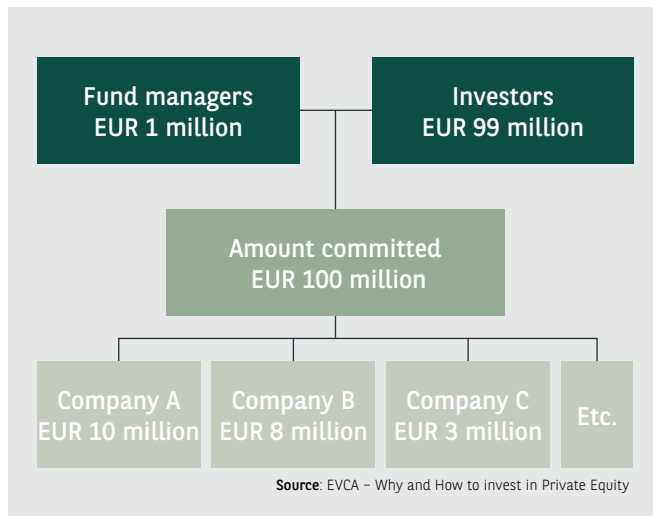 Fund managers
EUR 1 million
Investors
EUR 99 million
Amount committed
EUR 100 million
Company A
EUR 10 million
Company B
EUR 8 million
Company C
EUR 3 million
Etc.
Source: EVCA – Why and How to invest in Private Equity